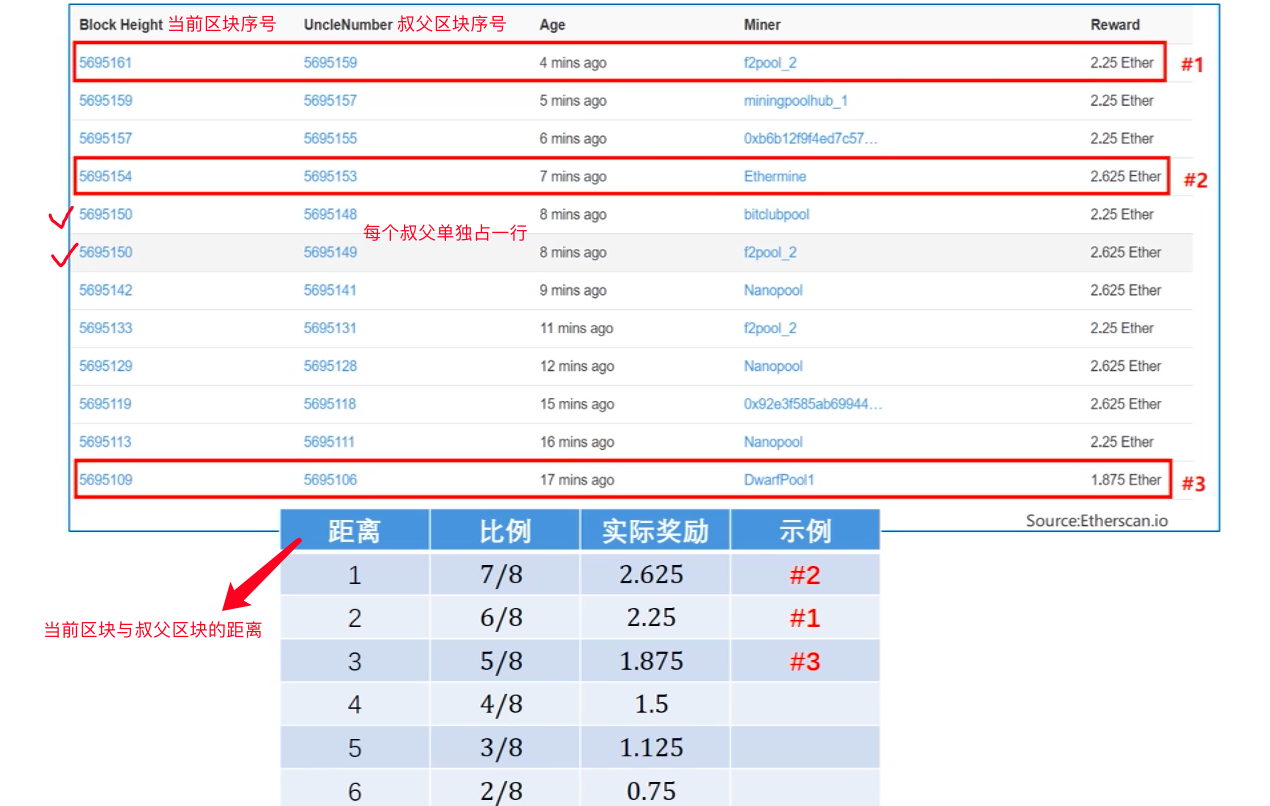 Block Height 当前区块序号 UncleNumber 叔父区块序号 Age Miner Reward
5695161 5695159 4 mins ago f2pool_2 2.25 Ether #1
5695159 5695157 5 mins ago miningpoolhub_1 2.25 Ether
5695157 5695155 6 mins ago 0xb6b12f9f4ed7c57... 2.25 Ether
5695154 5695153 7 mins ago Ethermine 2.625 Ether #2
5695150 5695148 8 mins ago bitclubpool 2.25 Ether
每个叔父单独占一行
5695150 5695149 8 mins ago f2pool_2 2.625 Ether
5695142 5695141 9 mins ago Nanopool 2.625 Ether
5695133 5695131 11 mins ago f2pool_2 2.25 Ether
5695129 5695128 12 mins ago Nanopool 2.625 Ether
5695119 5695118 15 mins ago 0x92e3f585ab69944... 2.625 Ether
5695113 5695111 16 mins ago Nanopool 2.25 Ether
5695109 5695106 17 mins ago DwarfPool1 1.875 Ether #3
Source:Etherscan.io
距离 比例 实际奖励 示例
1 7/8 2.625 #2
2 6/8 2.25 #1
当前区块与叔父区块的距离
3 5/8 1.875 #3
4 4/8 1.5
5 3/8 1.125
6 2/8 0.75